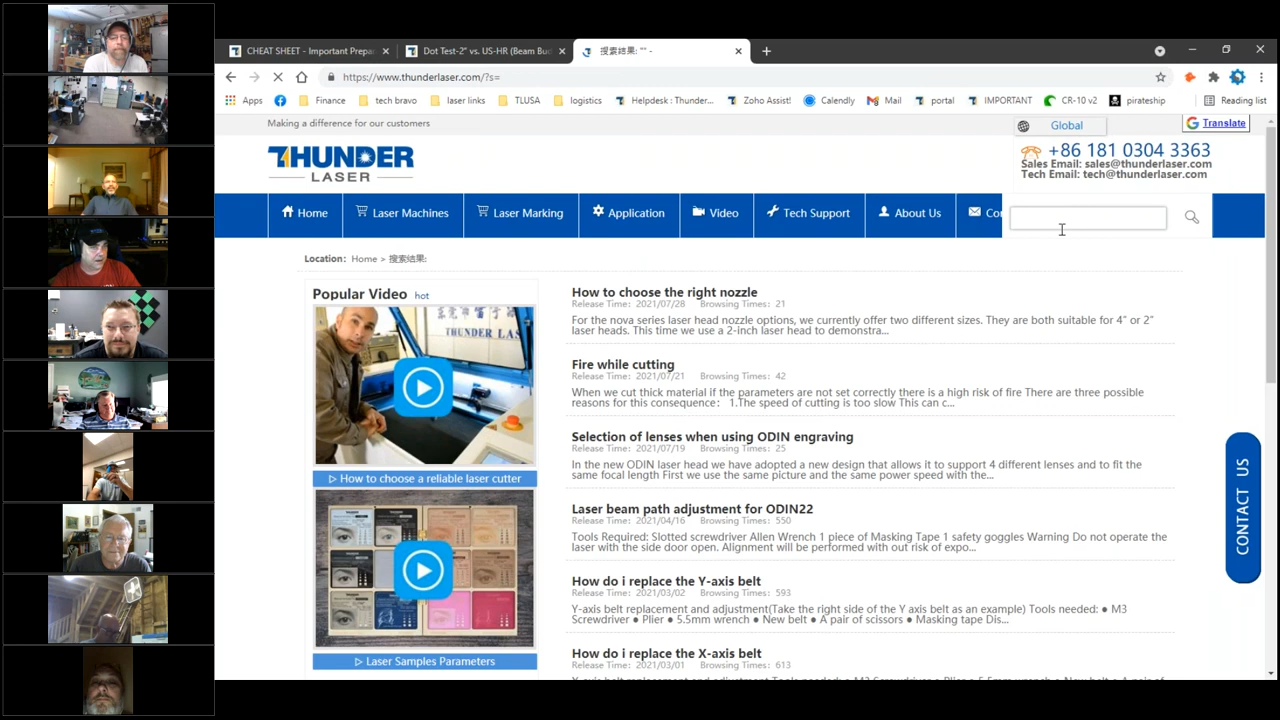 CHEAT SHEET - Important Prepar
Dot Test-2" vs. US-HR (Beam Bu
搜索结果: "" -
https://www.thunderlaser.com/?s=
Apps
Finance
tech bravo
laser links
TLUSA
logistics
Helpdesk : Thunder...
Zoho Assist!
Calendly
Mail
portal
IMPORTANT
CR-10 v2
pirateship
Reading list
Making a difference for our customers
Global
Translate
THUNDER
LASER
+86 181 0304 3363
Sales Email: sales@thunderlaser.com
Tech Email: tech@thunderlaser.com
Home
Laser Machines
Laser Marking
Application
Video
Tech Support
About Us
Con
Location: Home > 搜索结果:
Popular Video hot
THUNDER LAS
▷ How to choose a reliable laser cutter
▷ Laser Samples Parameters
How to choose the right nozzle
Release Time: 2021/07/28 Browsing Times: 21
For the nova series laser head nozzle options, we currently offer two different sizes. They are both suitable for 4" or 2"
laser heads. This time we use a 2-inch laser head to demonstra...
Fire while cutting
Release Time: 2021/07/21 Browsing Times: 42
When we cut thick material if the parameters are not set correctly there is a high risk of fire There are three possible
reasons for this consequence： 1.The speed of cutting is too slow This can c...
Selection of lenses when using ODIN engraving
Release Time: 2021/07/19 Browsing Times: 25
In the new ODIN laser head we have adopted a new design that allows it to support 4 different lenses and to fit the
same focal length First we use the same picture and the same power speed with the...
Laser beam path adjustment for ODIN22
Release Time: 2021/04/16 Browsing Times: 550
Tools Required: Slotted screwdriver Allen Wrench 1 piece of Masking Tape 1 safety goggles Warning Do not operate the
laser with the side door open. Alignment will be performed with out risk of expo...
How do i replace the Y-axis belt
Release Time: 2021/03/02 Browsing Times: 593
Y-axis belt replacement and adjustment(Take the right side of the Y axis belt as an example) Tools needed: ● M3
Screwdriver ● Plier ● 5.5mm wrench ● New belt ● A pair of scissors ● Masking tape Dis...
How do i replace the X-axis belt
Release Time: 2021/03/01 Browsing Times: 613
CONTACT US